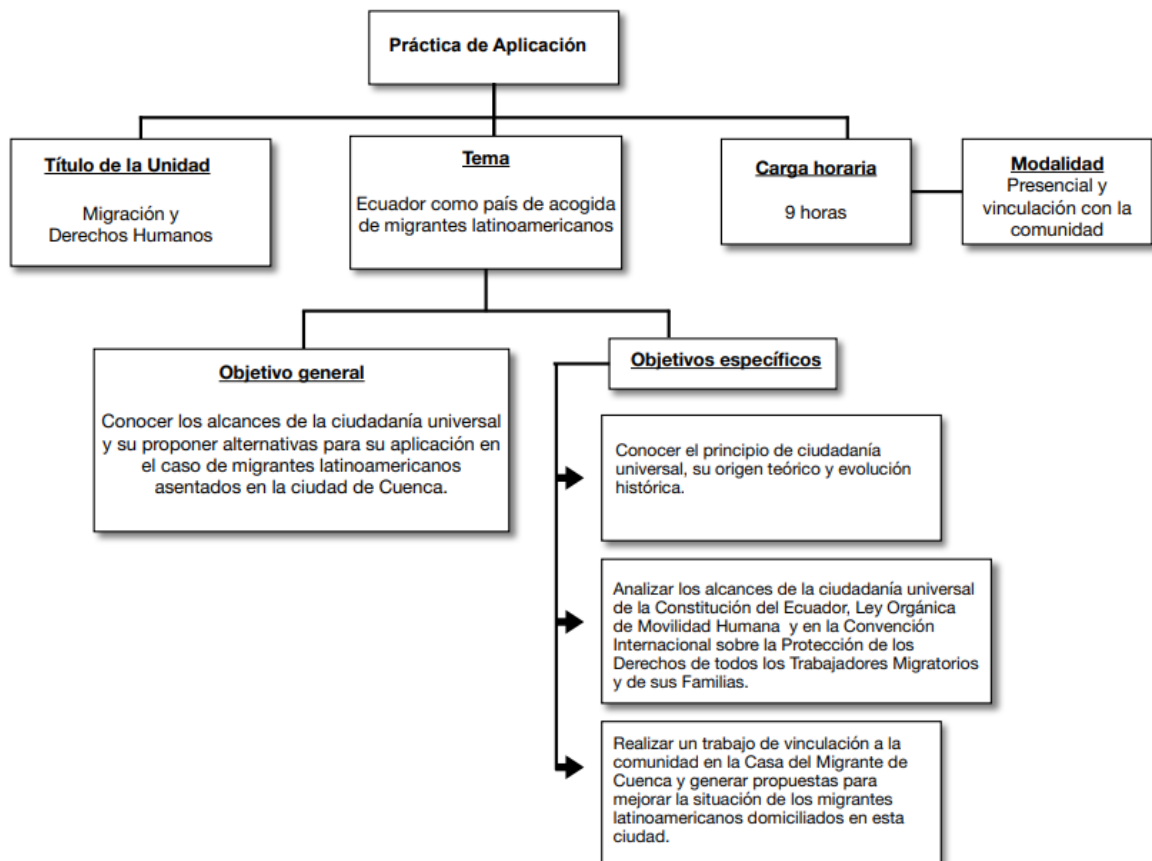 Práctica de Aplicación
Título de la Unidad
Migración y
Derechos Humanos
Tema
Ecuador como país de acogida
de migrantes latinoamericanos
Carga horaria
9 horas
Modalidad
Presencial y
vinculación con la
comunidad
Objetivo general
Conocer los alcances de la ciudadanía universal
y su proponer alternativas para su aplicación en
el caso de migrantes latinoamericanos
asentados en la ciudad de Cuenca.
Objetivos específicos
Conocer el principio de ciudadanía
universal, su origen teórico y evolución
histórica.
Analizar los alcances de la ciudadanía universal
de la Constitución del Ecuador, Ley Orgánica
de Movilidad Humana y en la Convención
Internacional sobre la Protección de los
Derechos de todos los Trabajadores Migratorios
y de sus Familias.
Realizar un trabajo de vinculación a la
comunidad en la Casa del Migrante de
Cuenca y generar propuestas para
mejorar la situación de los migrantes
latinoamericanos domiciliados en esta
ciudad.